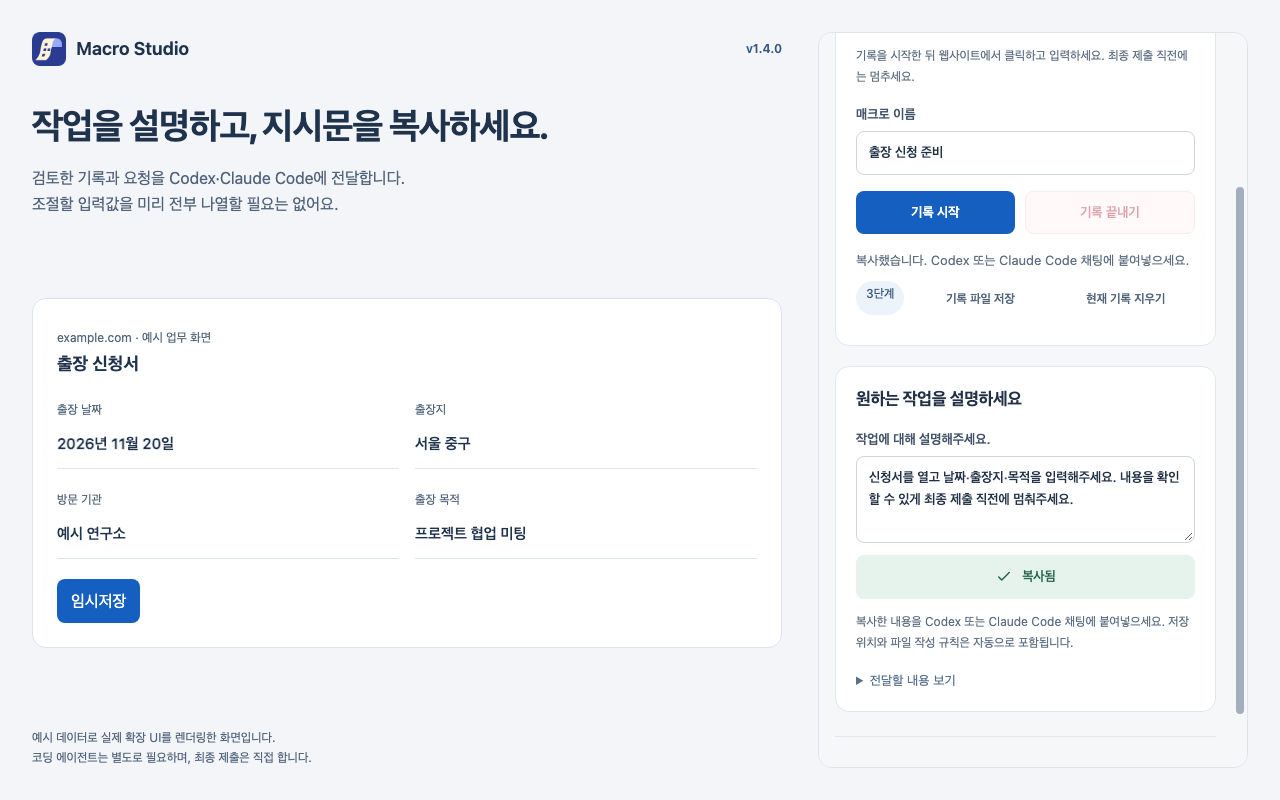 Macro Studio
v1.4.0
작업을 설명하고, 지시문을 복사하세요.
검토한 기록과 요청을 Codex·Claude Code에 전달합니다.
조절할 입력값을 미리 전부 나열할 필요는 없어요.
example.com · 예시 업무 화면
출장 신청서
출장 날짜
출장지
2026년 11월 20일
서울 중구
방문 기관
출장 목적
예시 연구소
프로젝트 협업 미팅
임시저장
예시 데이터로 실제 확장 UI를 렌더링한 화면입니다.
코딩 에이전트는 별도로 필요하며, 최종 제출은 직접 합니다.
기록을 시작한 뒤 웹사이트에서 클릭하고 입력하세요. 최종 제출 직전에
는 멈추세요.
매크로 이름
출장 신청 준비
기록 시작
기록 끝내기
복사했습니다. Codex 또는 Claude Code 채팅에 붙여넣으세요.
3단계
기록 파일 저장
현재 기록 지우기
원하는 작업을 설명하세요
작업에 대해 설명해주세요.
신청서를 열고 날짜·출장지·목적을 입력해주세요. 내용을 확인
할 수 있게 최종 제출 직전에 멈춰주세요.
복사됨
복사한 내용을 Codex 또는 Claude Code 채팅에 붙여넣으세요. 저장
위치와 파일 작성 규칙은 자동으로 포함됩니다.
전달할 내용 보기